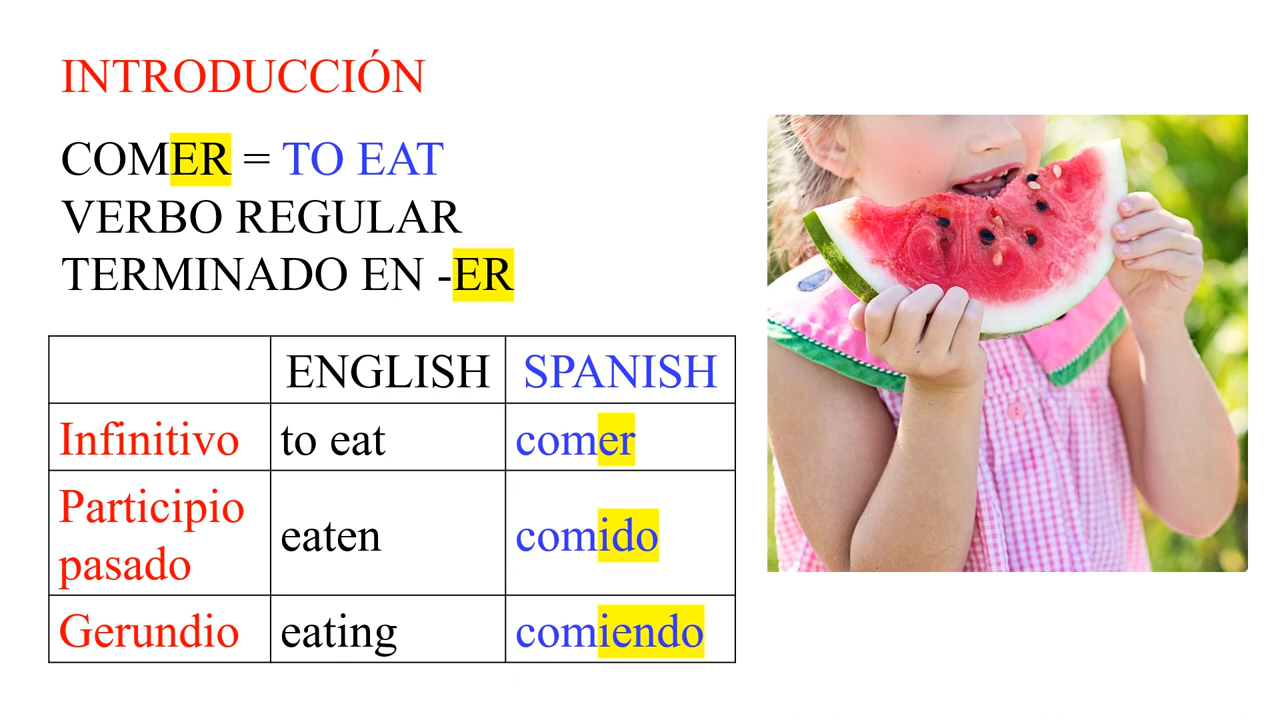 INTRODUCCIÓN
COMER = TO EAT
VERBO REGULAR
TERMINADO EN -ER
ENGLISH SPANISH
Infinitivo to eat comer
Participio pasado eaten comido
Gerundio eating comiendo